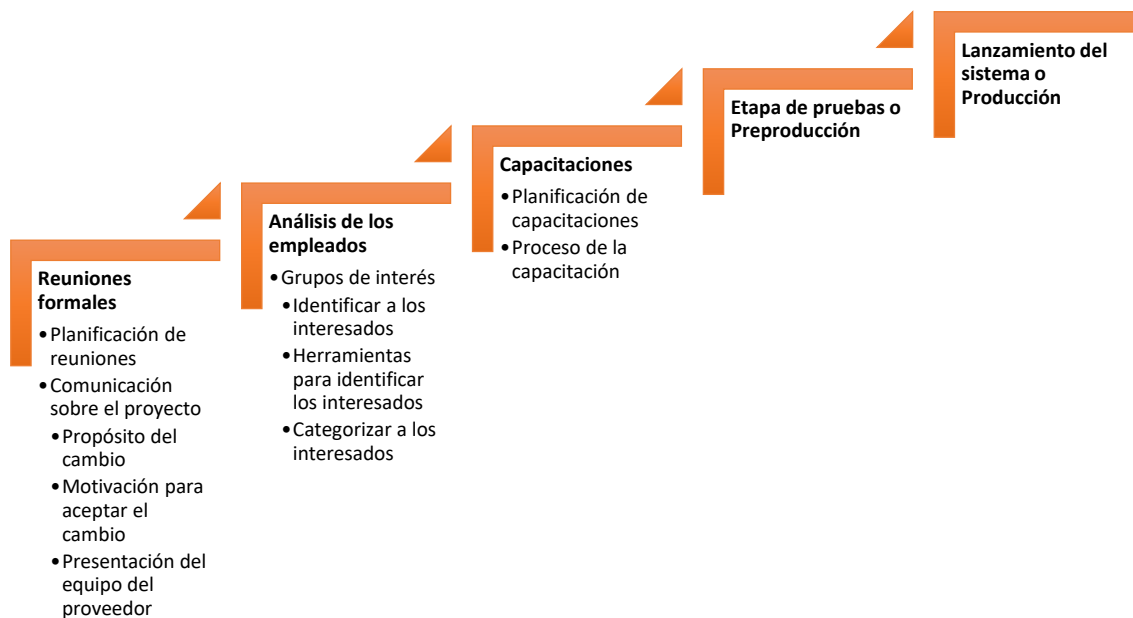 Reuniones
formales
•Planificación de
reuniones
•Comunicación
sobre el proyecto
•Propósito del
cambio
•Motivación para
aceptar el
cambio
•Presentación del
equipo del
proveedor
Análisis de los
empleados
•Grupos de interés
•Identificar a los
interesados
•Herramientas
para identificar
los interesados
•Categorizar a los
interesados
Capacitaciones
•Planificación de
capacitaciones
•Proceso de la
capacitación
Etapa de pruebas o
Preproducción
Lanzamiento del
sistema o
Producción